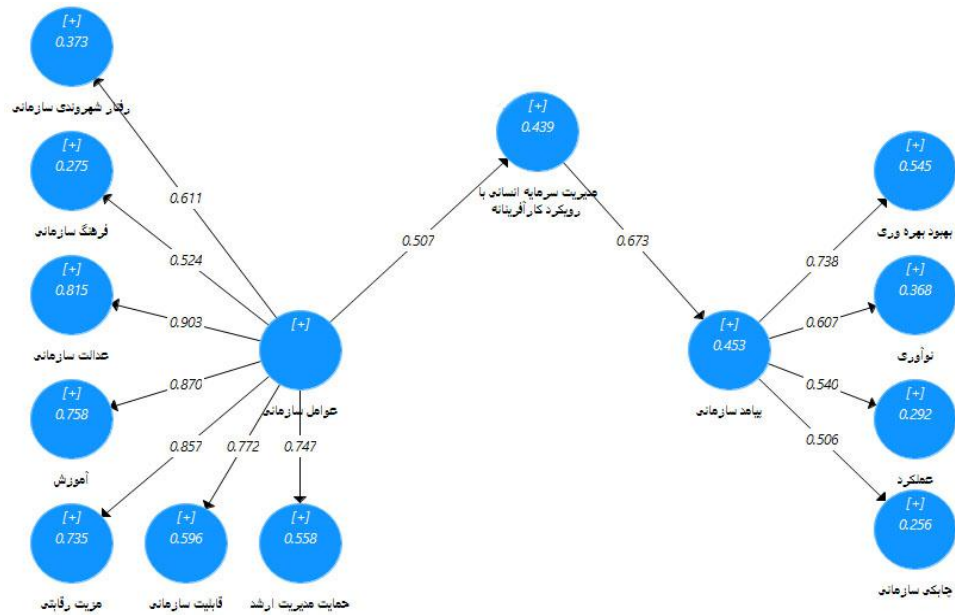 [+]
0.373
رفتار شهروندی سازمانی
[+]
0.275
فرهنگ سازمانی
[+]
0.815
عدالت سازمانی
[+]
0.758
آموزش
[+]
0.735
مزیت رقابتی
[+]
0.596
قابلیت سازمانی
[+]
0.558
حمایت مدیریت ارشد
0.611
0.524
0.903
0.870
0.857
0.772
0.747
[+]
عوامل سازمانی
0.507
[+]
0.439
مدیریت سرمایه انسانی با
رویکرد کارآفرینانه
0.673
[+]
0.453
پیامد سازمانی
0.738
0.607
0.540
0.506
[+]
0.545
بهبود بهره وری
[+]
0.368
نوآوری
[+]
0.292
عملکرد
[+]
0.256
چابکی سازمانی